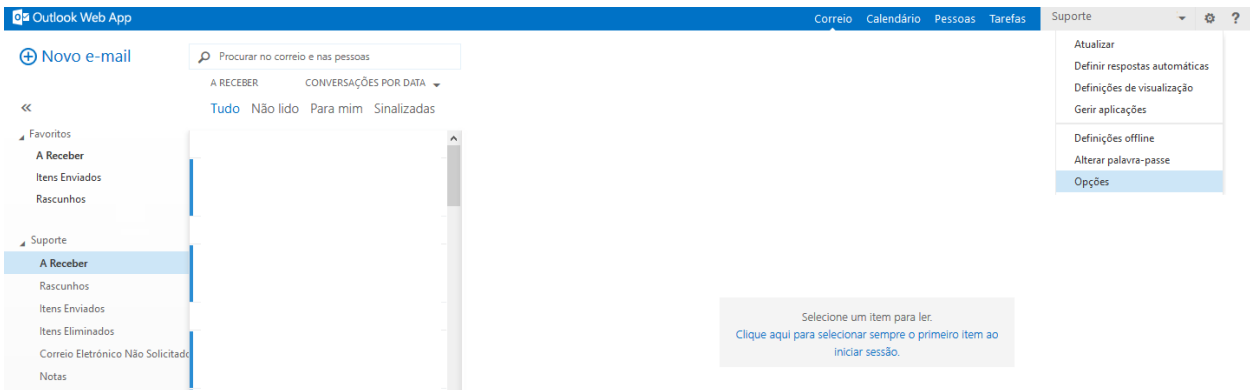 Outlook Web App
Correio Calendário Pessoas Tarefas Suporte ?
Novo e-mail
Procurar no correio e nas pessoas
A RECEBER CONVERSAÇÕES POR DATA
Tudo Não lido Para mim Sinalizadas
Favoritos
A Receber
Itens Enviados
Rascunhos
Suporte
A Receber
Rascunhos
Itens Enviados
Itens Eliminados
Correio Eletrónico Não Solicitado
Notas
Selecione um item para ler.
Clique aqui para selecionar sempre o primeiro item ao
iniciar sessão.
Atualizar
Definir respostas automáticas
Definições de visualização
Gerir aplicações
Definições offline
Alterar palavra-passe
Opções